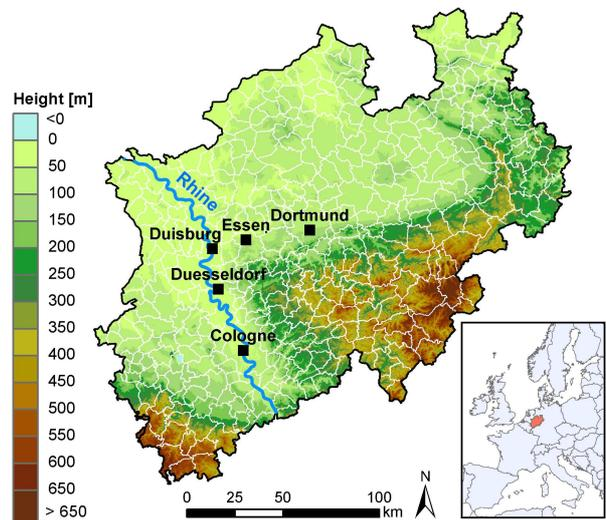 Height [m]
<0
0
50
100
150
200
250
300
350
400
450
500
550
600
650
> 650
Rhine
Duisburg
Essen
Dortmund
Duesseldorf
Cologne
0 25 50 100
km
N